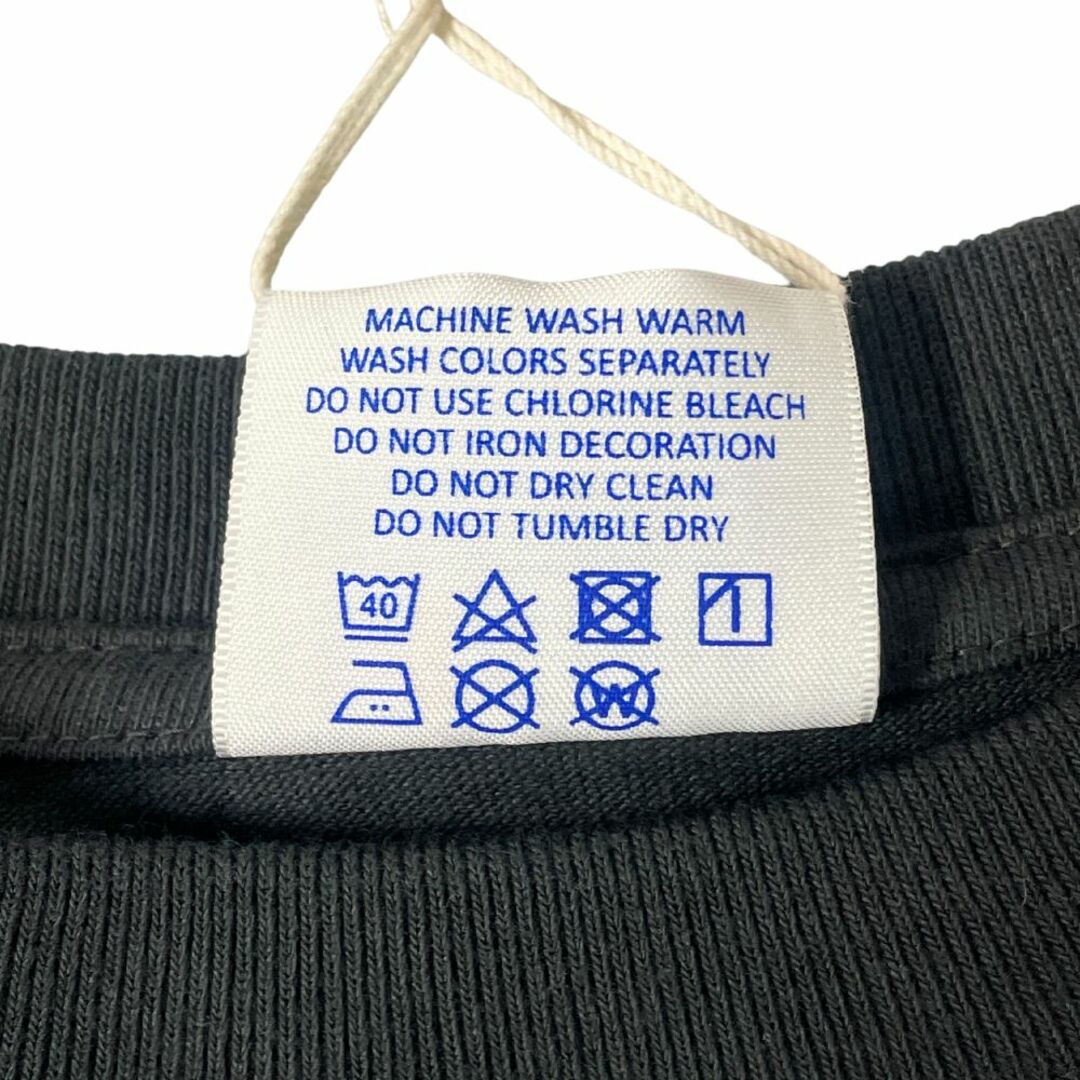 MACHINE WASH WARM
WASH COLORS SEPARATELY
DO NOT USE CHLORINE BLEACH
DO NOT IRON DECORATION
DO NOT DRY CLEAN
DO NOT TUMBLE DRY
40
W